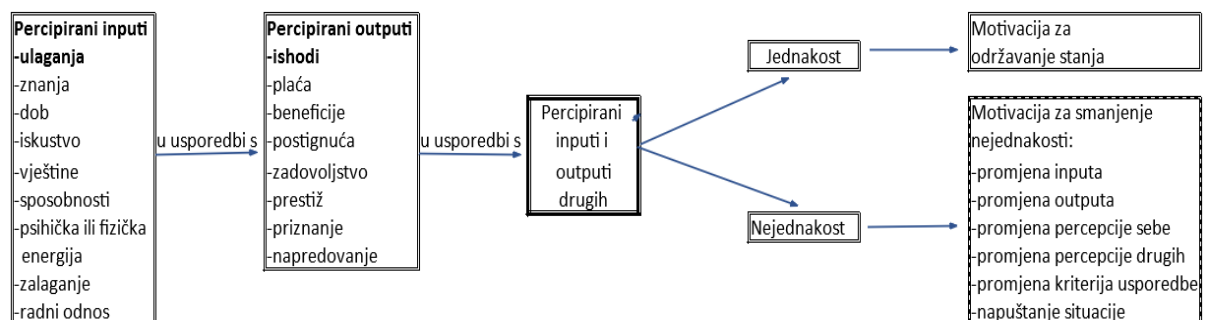 Percipirani inputi
-ulaganja
-znanja
-dob
-iskustvo
-vještine
-sposobnosti
-psihička ili fizička
energija
-zalaganje
-radni odnos
u usporedbi s
Percipirani outputi
-ishodi
-plaća
-beneficije
-postignuća
-zadovoljstvo
-prestiž
-priznanje
-napredovanje
u usporedbi s
Percipirani
inputi i
outputi
drugih
Jednakost
Motivacija za
održavanje stanja
Nejednakost
Motivacija za smanjenje
nejednakosti:
-promjena inputa
-promjena outputa
-promjena percepcije sebe
-promjena percepcije drugih
-promjena kriterija usporedbe
-napuštanje situacije